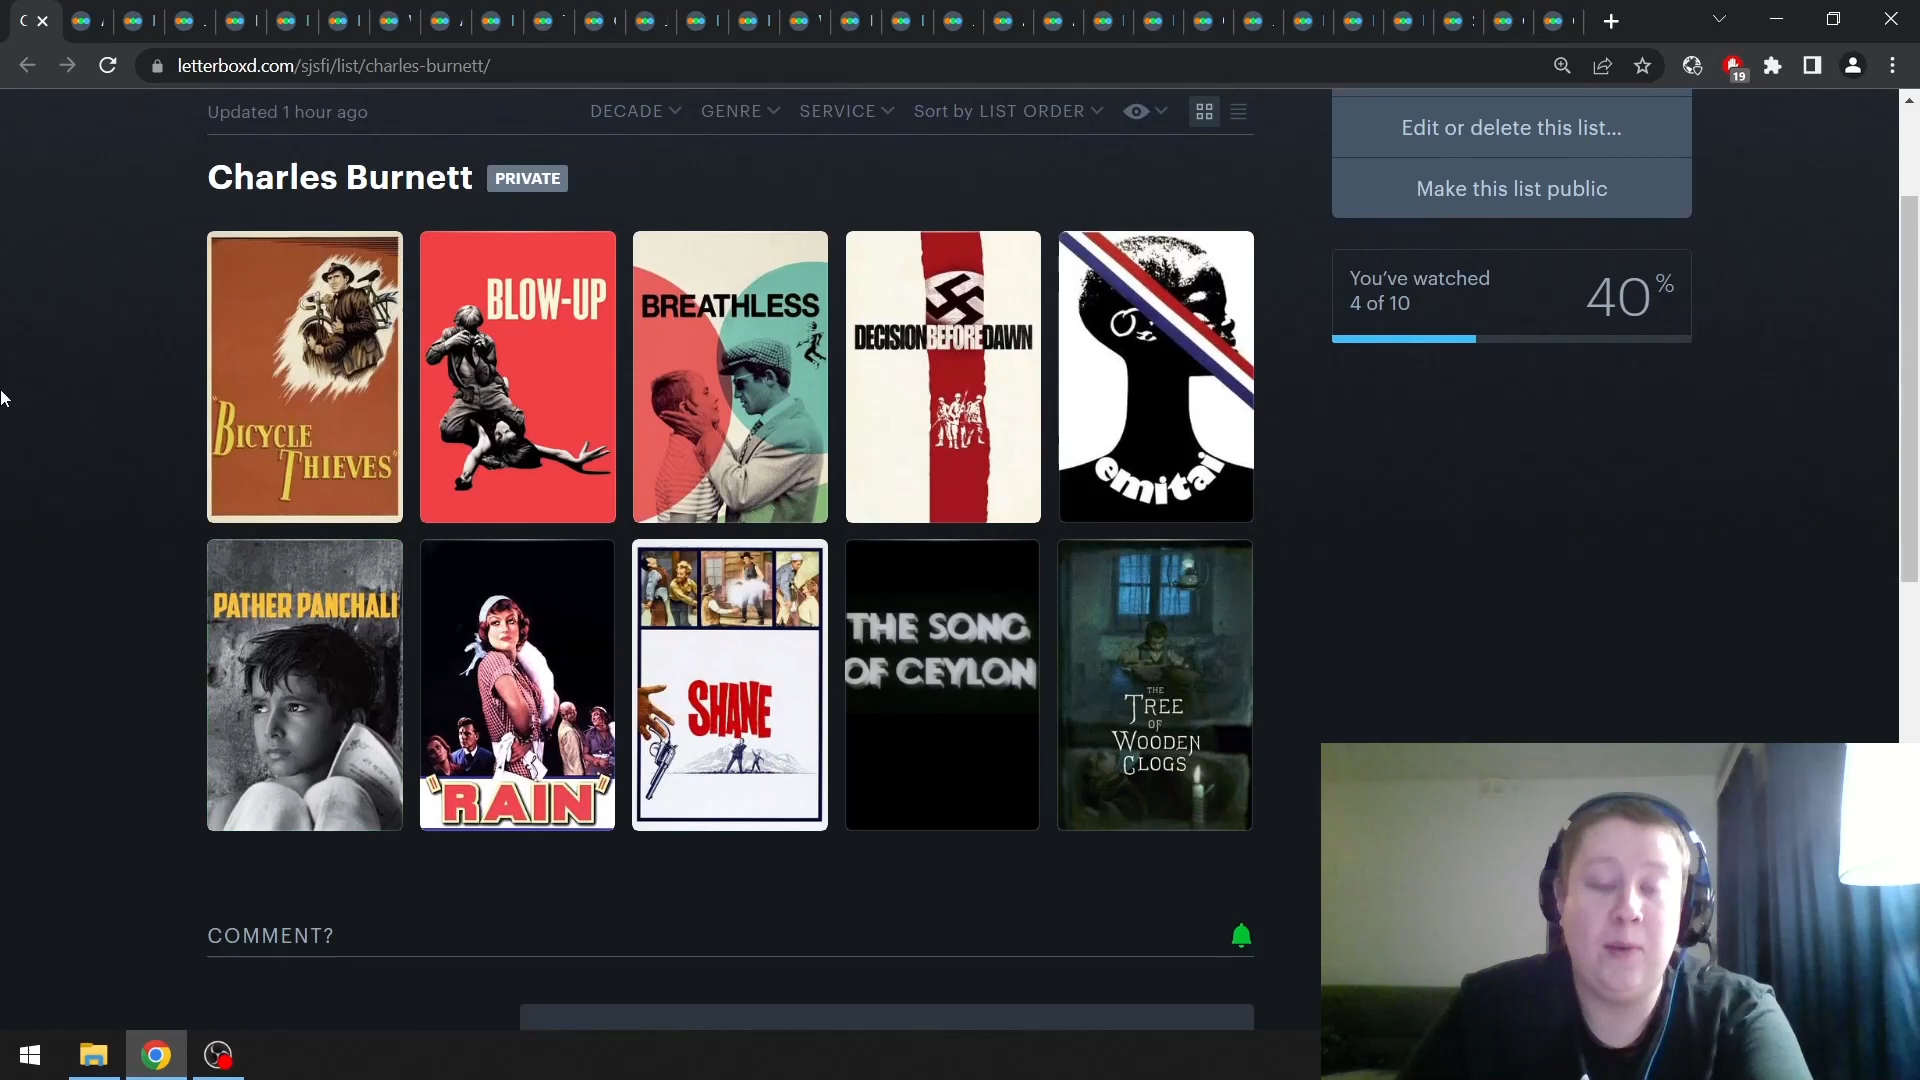 letterboxd.com/sjsfi/list/charles-burnett/
19
Updated 1 hour ago
DECADE
GENRE
SERVICE
Sort by LIST ORDER
Edit or delete this list...
Make this list public
Charles Burnett
PRIVATE
You've watched
4 of 10
40%
"BICYCLE
THIEVES"
BLOW-UP
BREATHLESS
DECISION BEFORE DAWN
emitai
PATHER PANCHALI
"RAIN"
SHANE
THE SONG
OF CEYLON
THE
TREE
OF
WOODEN
CLOGS
COMMENT?